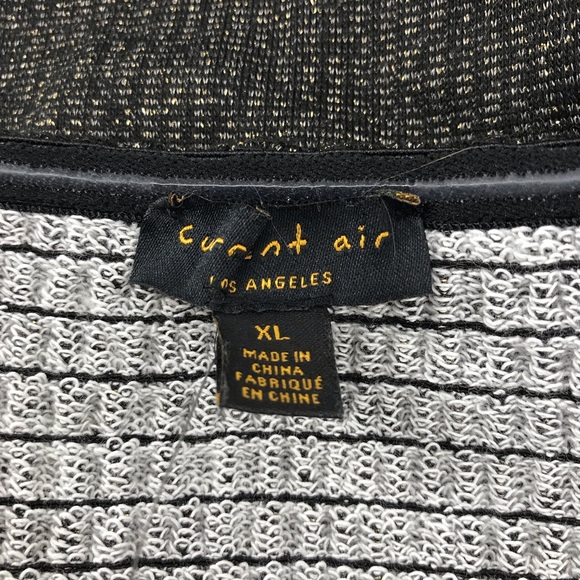 current air
LOS ANGELES
XL
MADE IN
CHINA
FABRIQUÉ
EN CHINE